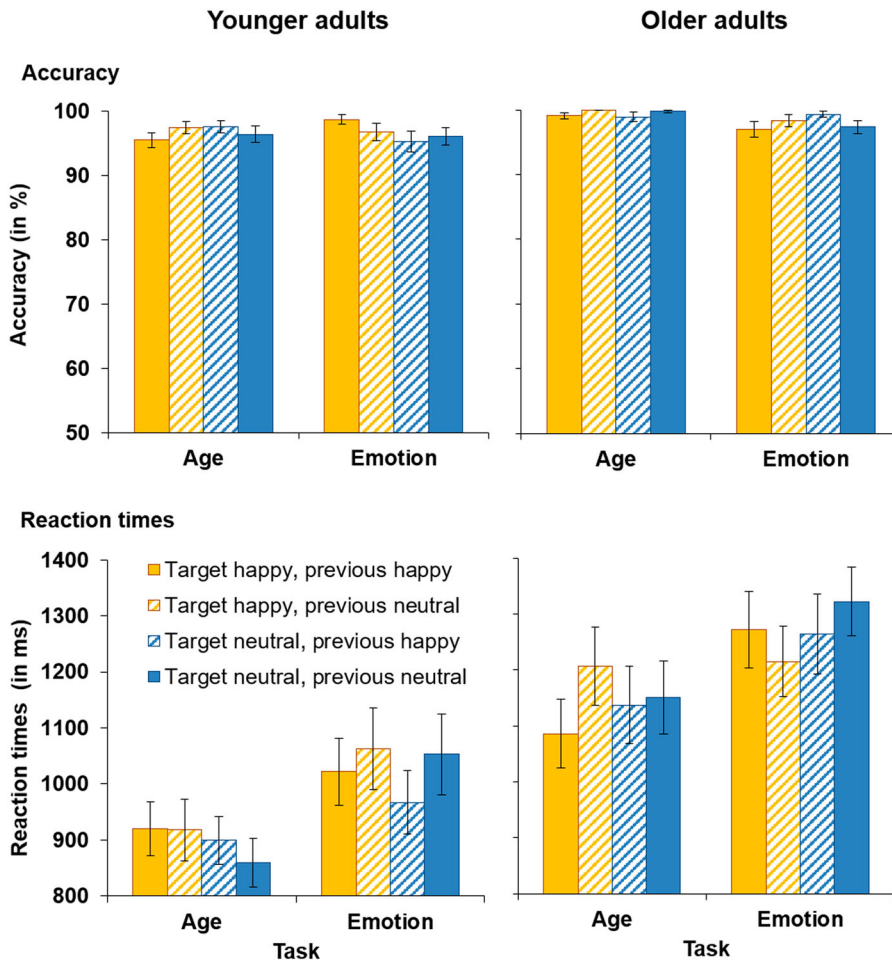 Younger adults
Older adults
Accuracy
Accuracy (in %)
100
90
80
70
60
50
Age
Emotion
Age
Emotion
Reaction times
Reaction times (in ms)
1400
1300
1200
1100
1000
900
800
Target happy, previous happy
Target happy, previous neutral
Target neutral, previous happy
Target neutral, previous neutral
Age
Emotion
Task
Age
Emotion
Task